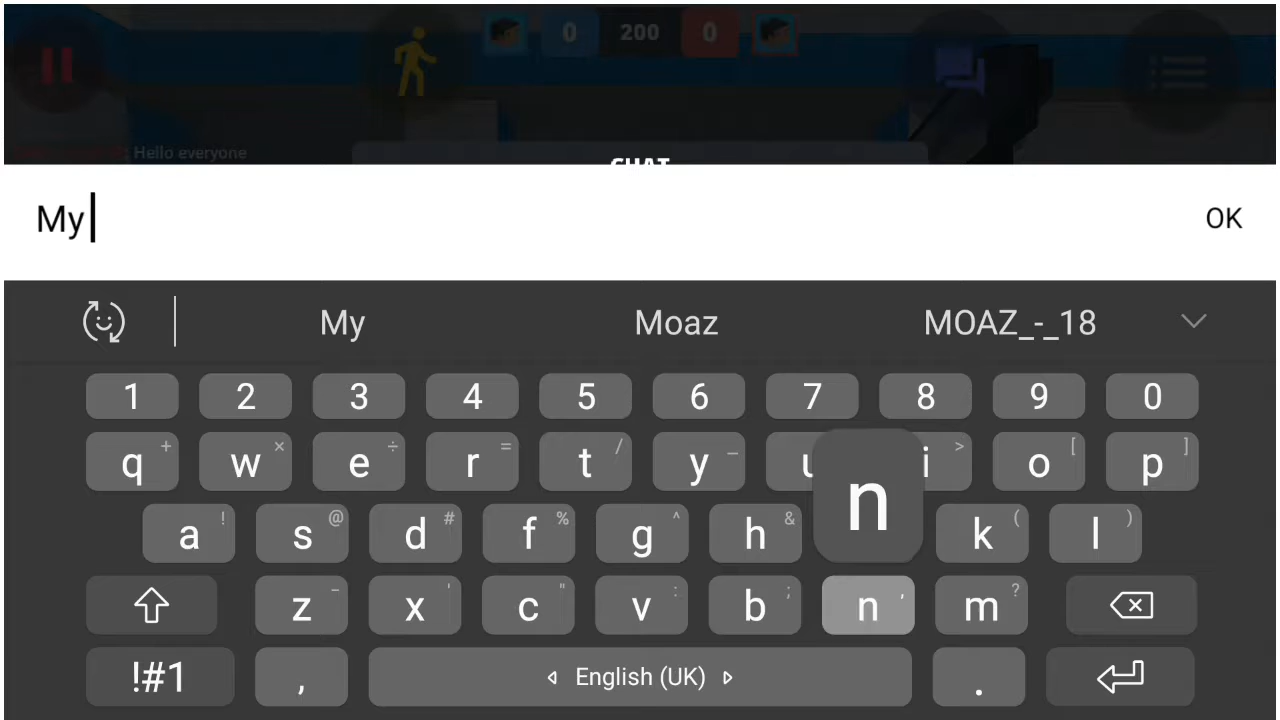 0 200 0
Hello everyone
CHAT
My
OK
My Moaz MOAZ_-_18
1 2 3 4 5 6 7 8 9 0
q + w × e ÷ r = t / y _ u i > o [ p ]
n
a ! s @ d # f % g ^ h & k ( l )
z - x ' c " v : b ; n , m ?
!#1 , English (UK) .